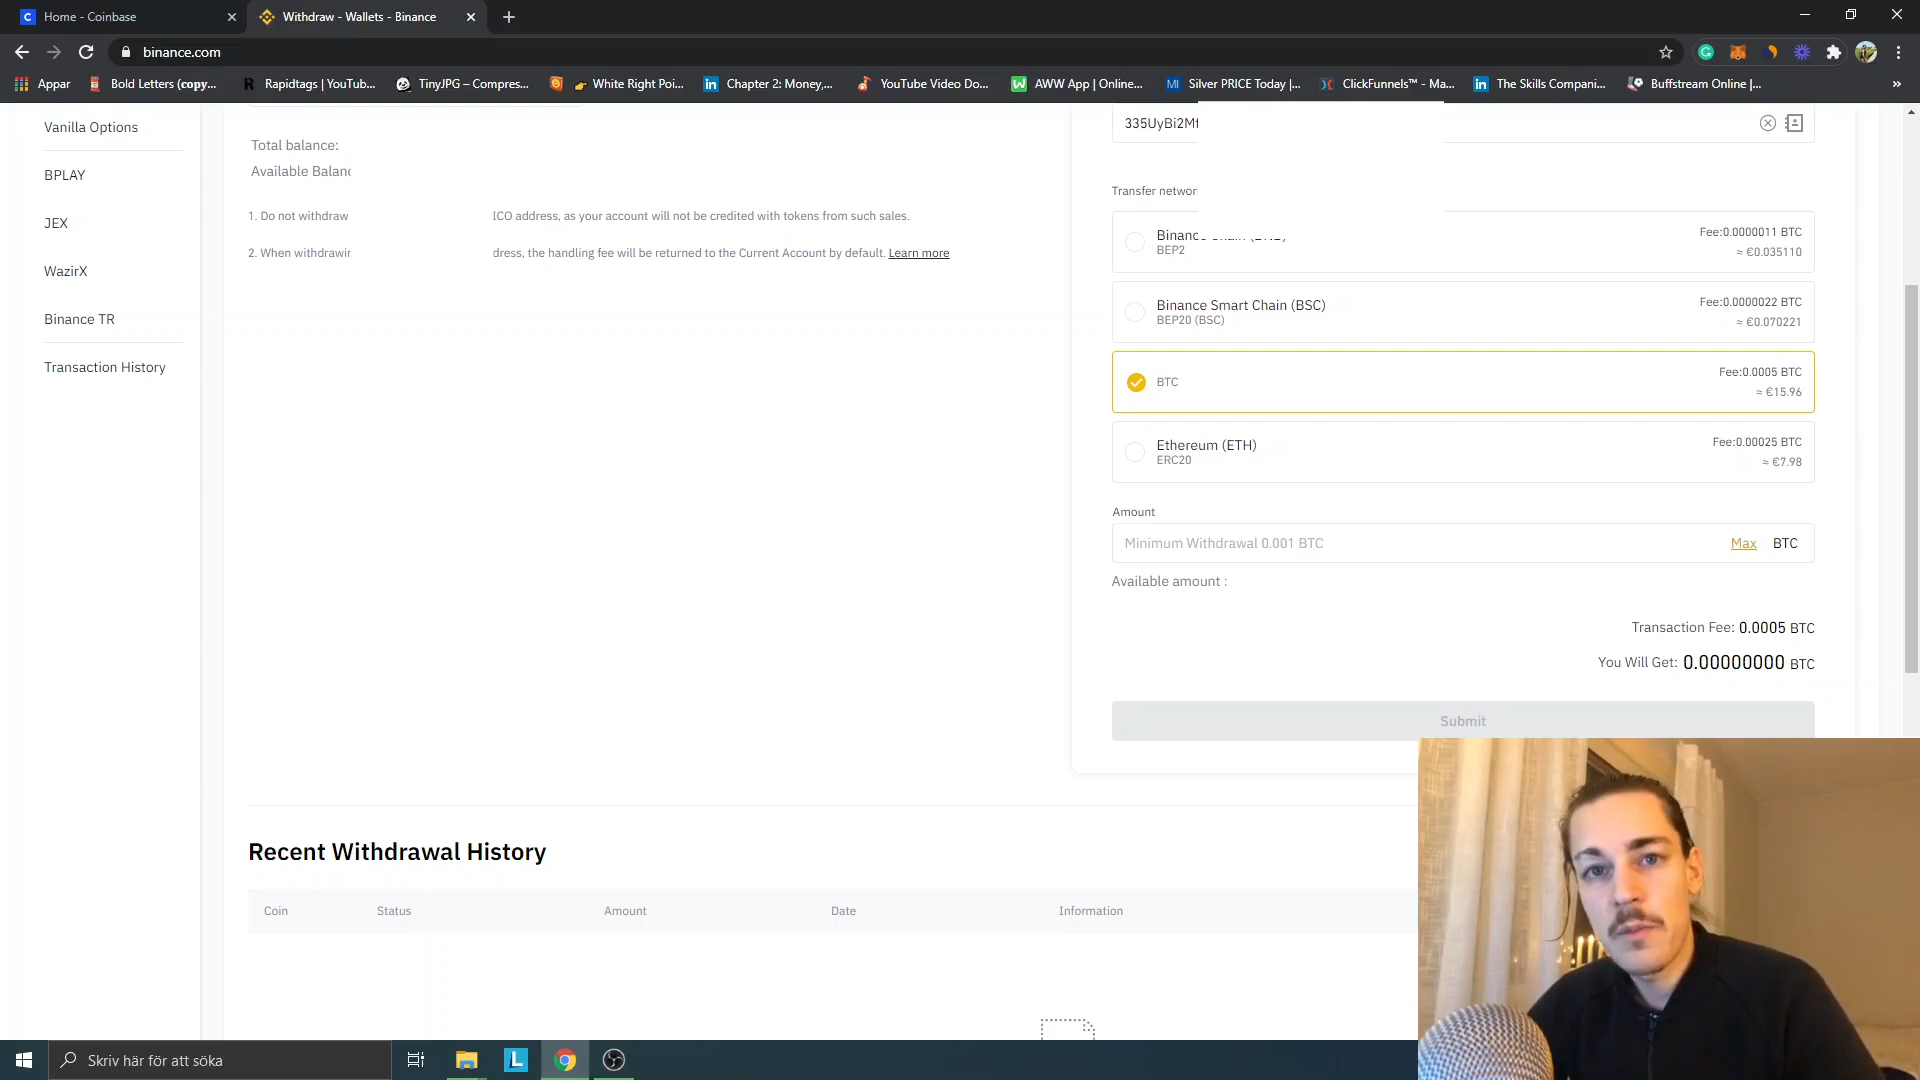 Home - Coinbase
Withdraw - Wallets - Binance
binance.com
Appar
Bold Letters (copy...
Rapidtags | YouTub...
TinyJPG – Compres...
White Right Poi...
Chapter 2: Money,...
YouTube Video Do...
AWW App | Online...
Silver PRICE Today |...
ClickFunnels™ - Ma...
The Skills Compani...
Buffstream Online |...
»
Vanilla Options
BPLAY
JEX
WazirX
Binance TR
Transaction History
Total balance:
Available Balanc
1. Do not withdraw
ICO address, as your account will not be credited with tokens from such sales.
2. When withdrawin
dress, the handling fee will be returned to the Current Account by default. Learn more
335UyBi2Mf
Transfer networ
Binanc
BEP2
Fee:0.0000011 BTC
≈ €0.035110
Binance Smart Chain (BSC)
BEP20 (BSC)
Fee:0.0000022 BTC
≈ €0.070221
BTC
Fee:0.0005 BTC
≈ €15.96
Ethereum (ETH)
ERC20
Fee:0.00025 BTC
≈ €7.98
Amount
Minimum Withdrawal 0.001 BTC
Max
BTC
Available amount :
Transaction Fee: 0.0005 BTC
You Will Get: 0.00000000 BTC
Submit
Recent Withdrawal History
Coin
Status
Amount
Date
Information
Skriv här för att söka